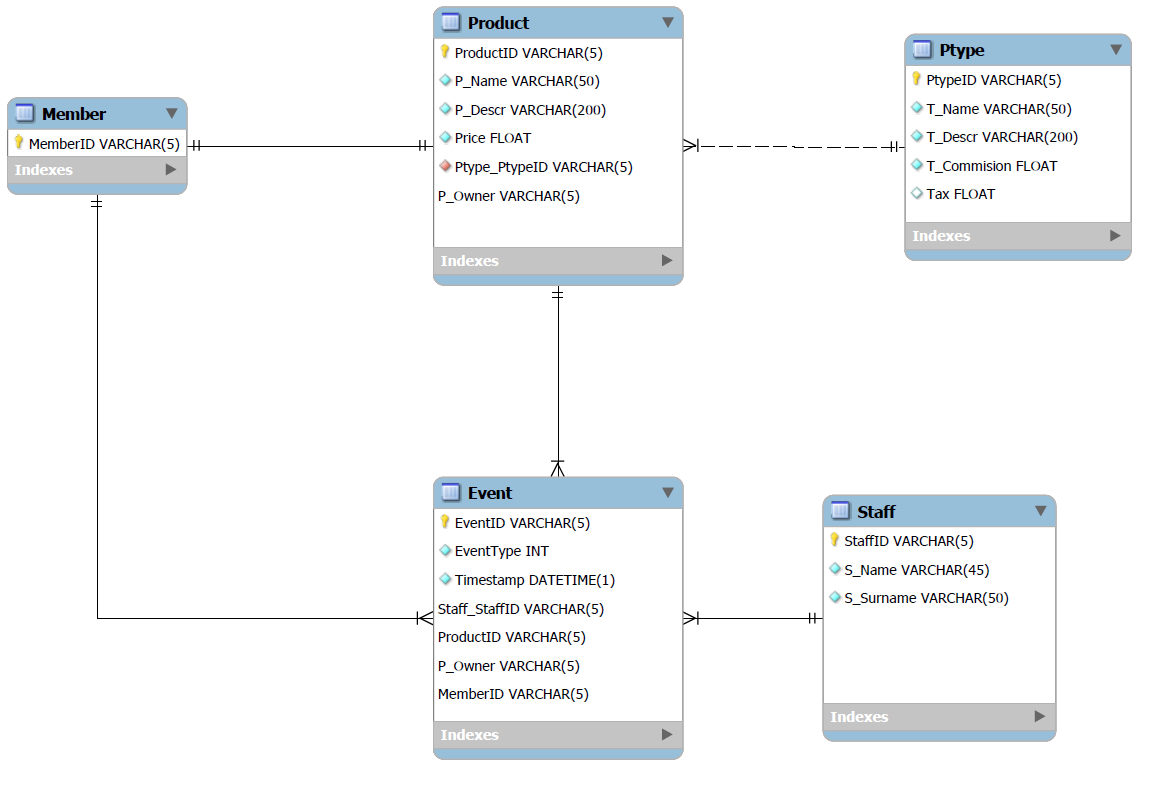 Product
ProductID VARCHAR(5)
P_Name VARCHAR(50)
P_Descr VARCHAR(200)
Price FLOAT
Ptype_PtypeID VARCHAR(5)
P_Owner VARCHAR(5)
Indexes
Ptype
PtypeID VARCHAR(5)
T_Name VARCHAR(50)
T_Descr VARCHAR(200)
T_Commision FLOAT
Tax FLOAT
Indexes
Member
MemberID VARCHAR(5)
Indexes
Event
EventID VARCHAR(5)
EventType INT
Timestamp DATETIME(1)
Staff_StaffID VARCHAR(5)
ProductID VARCHAR(5)
P_Owner VARCHAR(5)
MemberID VARCHAR(5)
Indexes
Staff
StaffID VARCHAR(5)
S_Name VARCHAR(45)
S_Surname VARCHAR(50)
Indexes